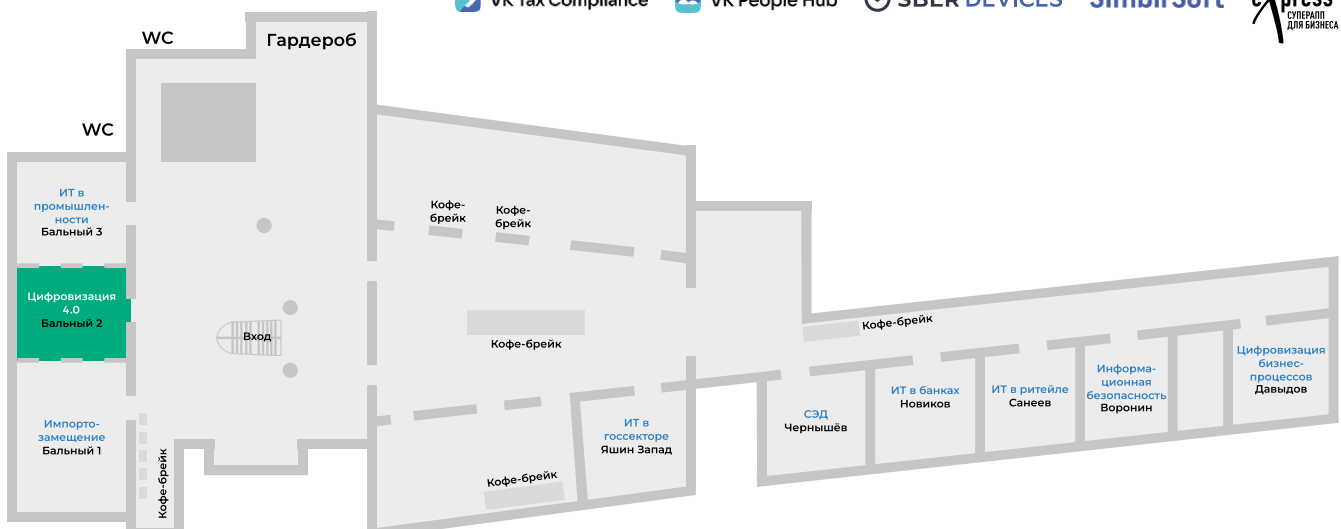 VK Tax Compliance
VK People Hub
SBER DEVICES
SimbirSoft
eXpress
СУПЕРАПП
ДЛЯ БИЗНЕСА
WC
Гардероб
WC
ИТ в
промышлен-
ности
Бальный 3
Кофе-
брейк
Кофе-
брейк
Цифровизация
4.0
Бальный 2
Вход
Кофе-брейк
Кофе-брейк
Импорто-
замещение
Бальный 1
Кофе-брейк
Кофе-брейк
ИТ в
госсекторе
Яшин Запад
СЭД
Чернышёв
ИТ в банках
Новиков
ИТ в ритейле
Санеев
Информа-
ционная
безопасность
Воронин
Цифровизация
бизнес-
процессов
Давыдов